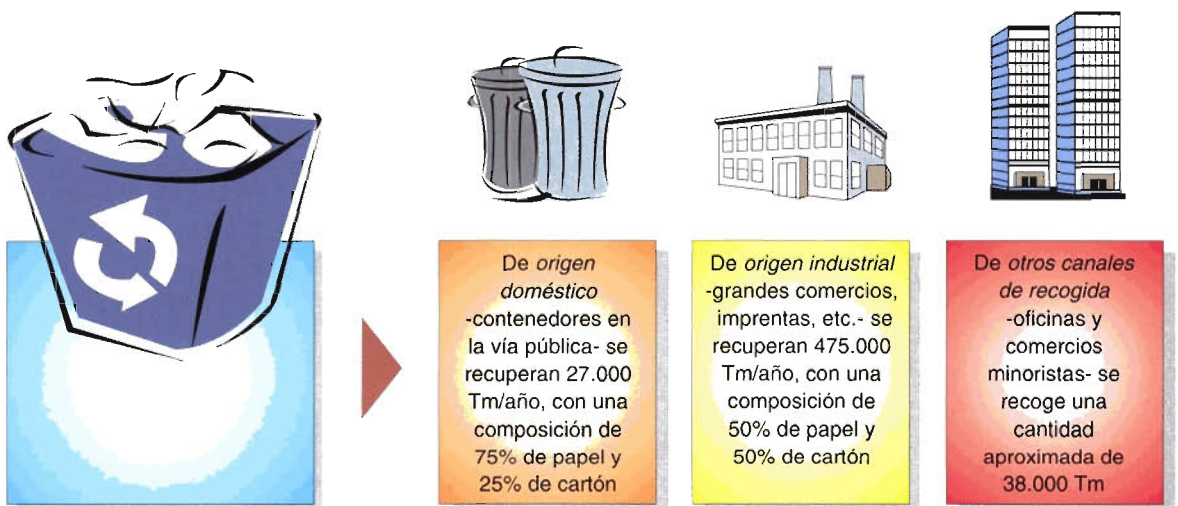 De origen
doméstico
-contenedores en
la vía pública- se
recuperan 27.000
Tm/año, con una
composición de
75% de papel y
25% de cartón
De origen industrial
-grandes comercios,
imprentas, etc.- se
recuperan 475.000
Tm/año, con una
composición de
50% de papel y
50% de cartón
De otros canales
de recogida
-oficinas y
comercios
minoristas- se
recoge una
cantidad
aproximada de
38.000 Tm